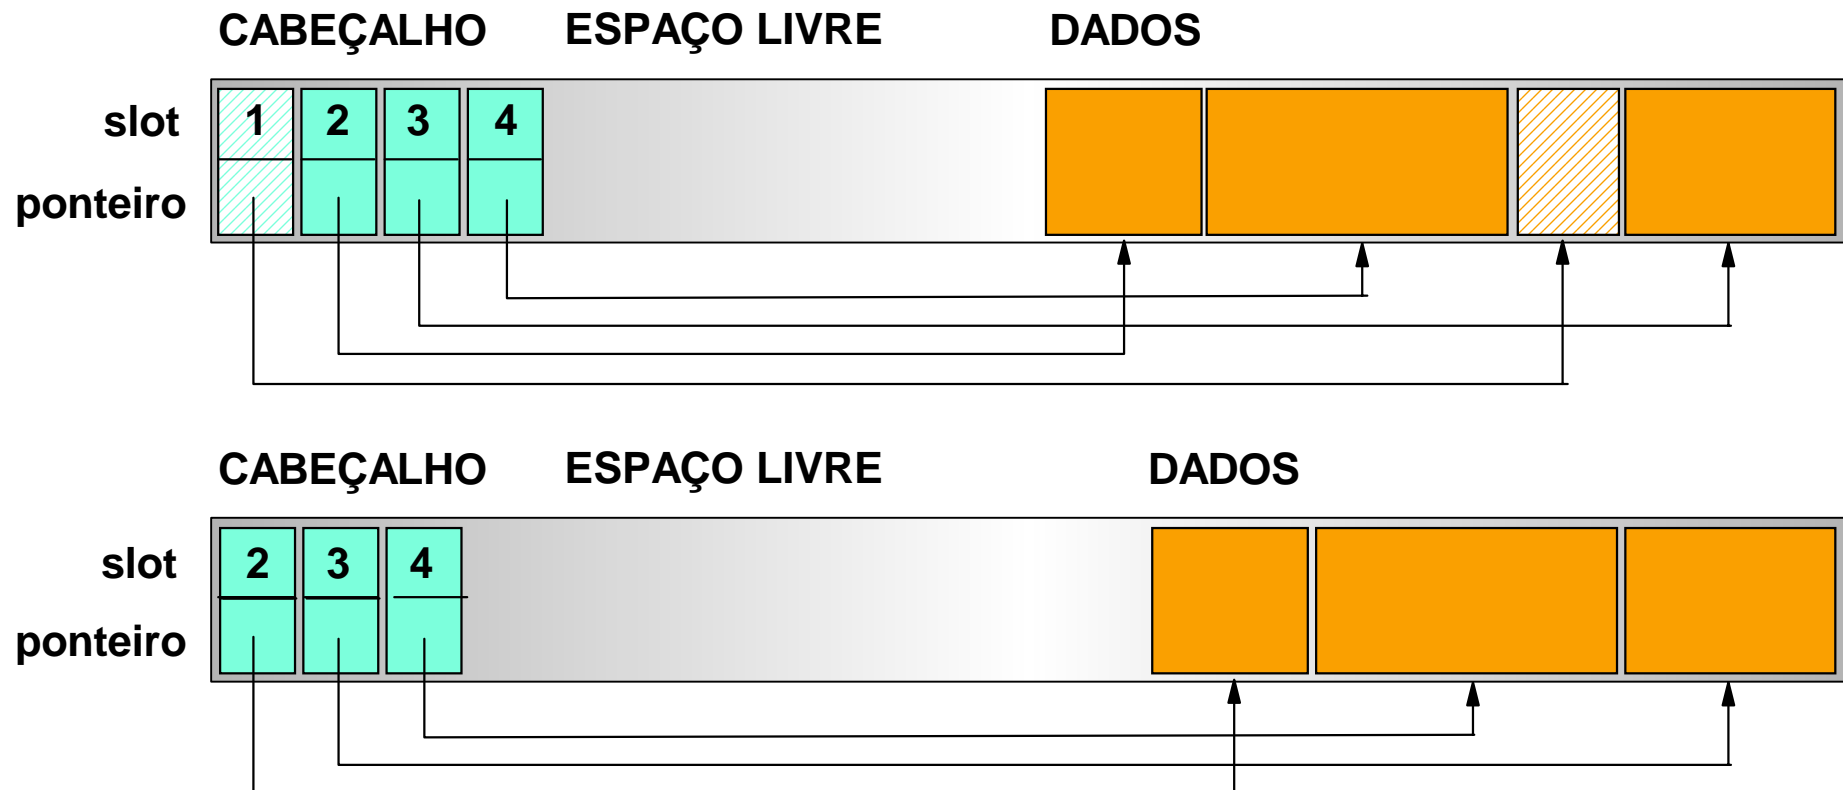 CABEÇALHO ESPAÇO LIVRE DADOS
slot 1 2 3 4
ponteiro
CABEÇALHO ESPAÇO LIVRE DADOS
slot 2 3 4
ponteiro